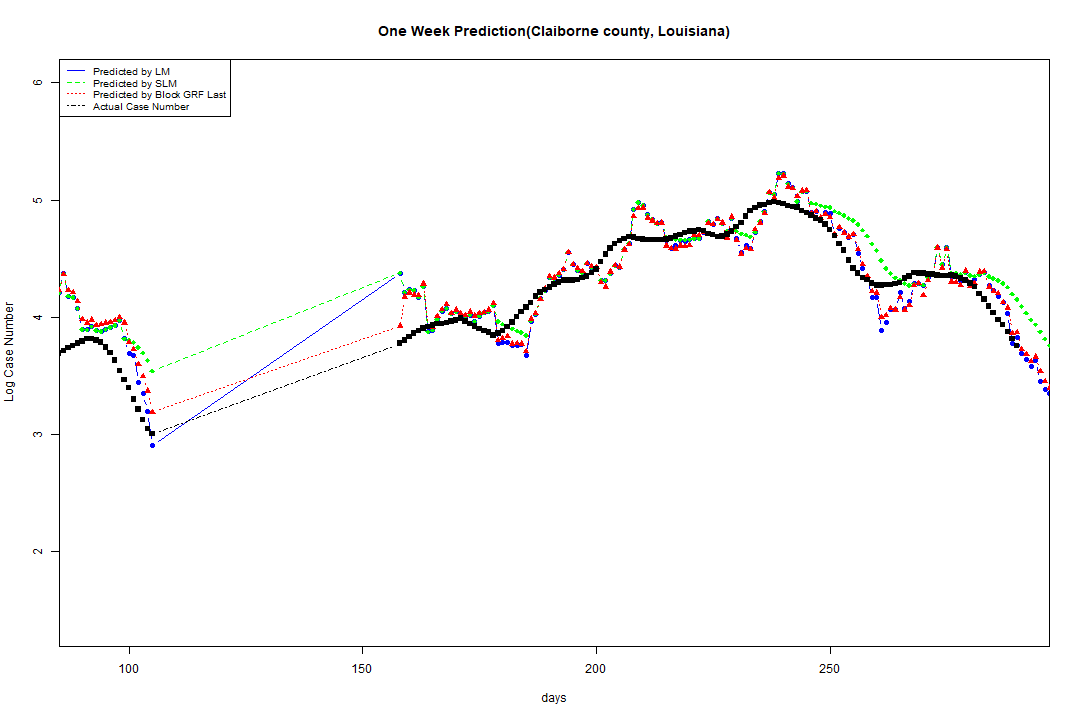 One Week Prediction(Claiborne county, Louisiana)
Predicted by LM
Predicted by SLM
Predicted by Block GRF Last
Actual Case Number
6
5
4
3
2
Log Case Number
100
150
200
250
days